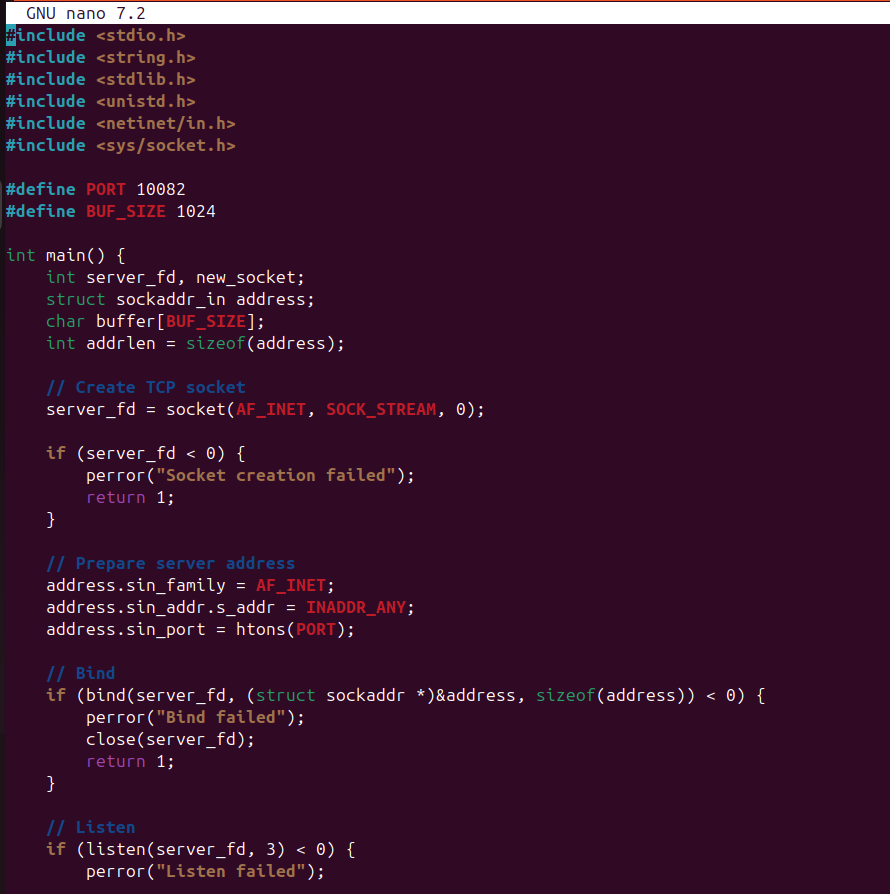 GNU nano 7.2
#include <stdio.h>
#include <string.h>
#include <stdlib.h>
#include <unistd.h>
#include <netinet/in.h>
#include <sys/socket.h>

#define PORT 10082
#define BUF_SIZE 1024

int main() {
    int server_fd, new_socket;
    struct sockaddr_in address;
    char buffer[BUF_SIZE];
    int addrlen = sizeof(address);

    // Create TCP socket
    server_fd = socket(AF_INET, SOCK_STREAM, 0);

    if (server_fd < 0) {
        perror("Socket creation failed");
        return 1;
    }

    // Prepare server address
    address.sin_family = AF_INET;
    address.sin_addr.s_addr = INADDR_ANY;
    address.sin_port = htons(PORT);

    // Bind
    if (bind(server_fd, (struct sockaddr *)&address, sizeof(address)) < 0) {
        perror("Bind failed");
        close(server_fd);
        return 1;
    }

    // Listen
    if (listen(server_fd, 3) < 0) {
        perror("Listen failed");